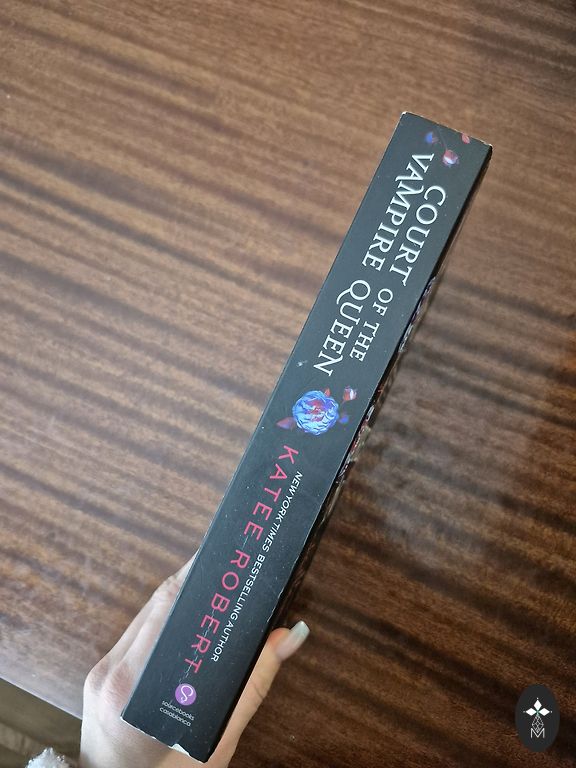 COURT OF THE
VAMPIRE QUEEN
NEW YORK TIMES BESTSELLING AUTHOR
KATEE ROBERT
S
sourcebooks
casablanca
M